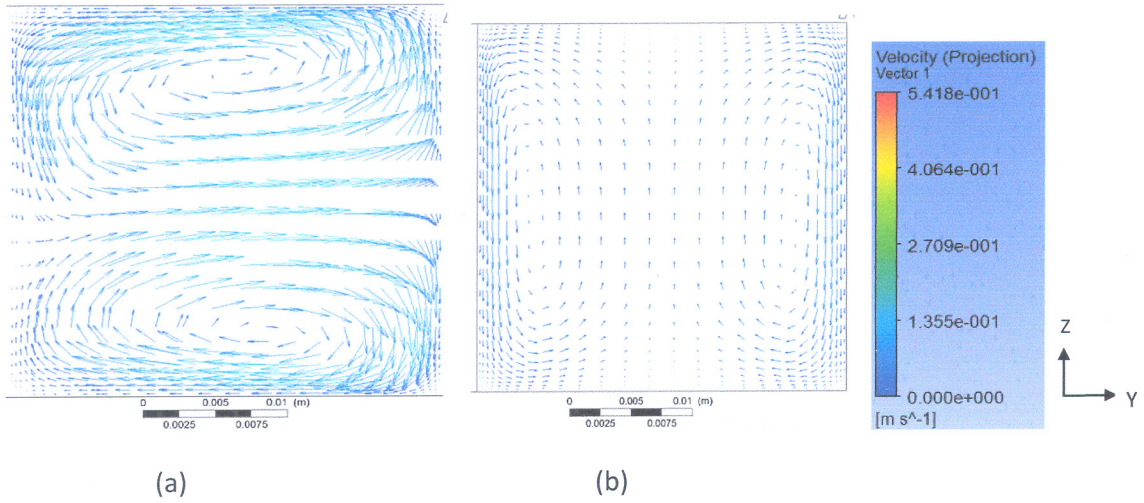 Velocity (Projection)
Vector 1
5.418e-001
4.064e-001
2.709e-001
1.355e-001
0.000e+000
[m s^-1]
Z
Y
0 0.005 0.01 (m)
0.0025 0.0075
0 0.005 0.01 (m)
0.0025 0.0075
(a)
(b)